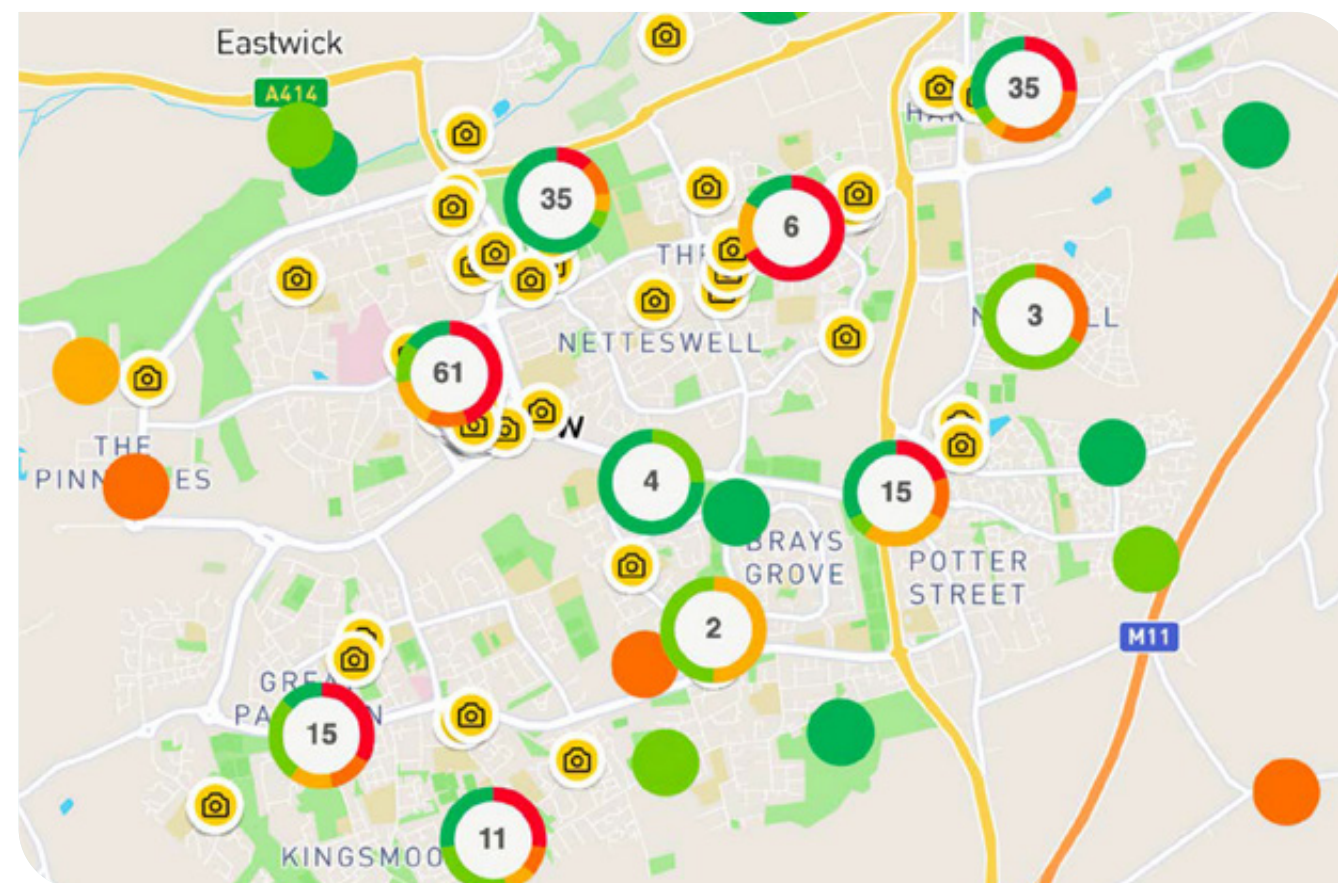 Eastwick
A414
35
35
6
NETTESWELL
3
61
THE
4
15
BRAYS
GROVE
POTTER
STREET
2
M11
15
11